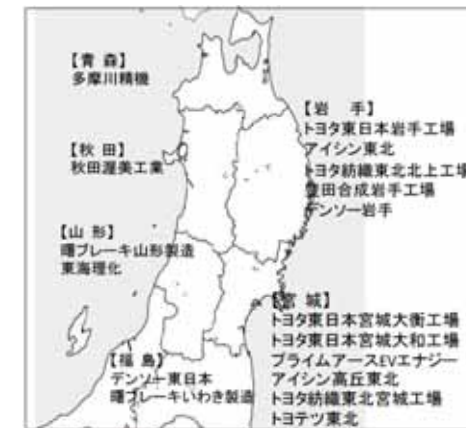 【青 森】
多摩川精機
【秋 田】
秋田渥美工業
【山 形】
曙ブレーキ山形製造
東海理化
【福 島】
デンソー東日本
曙ブレーキいわき製造
【岩 手】
トヨタ東日本岩手工場
アイシン東北
トヨタ紡織東北北上工場
豊田合成岩手工場
デンソー岩手
【宮 城】
トヨタ東日本宮城大衡工場
トヨタ東日本宮城大和工場
プライムアースEVエナジー
アイシン高丘東北
トヨタ紡織東北宮城工場
トヨテツ東北